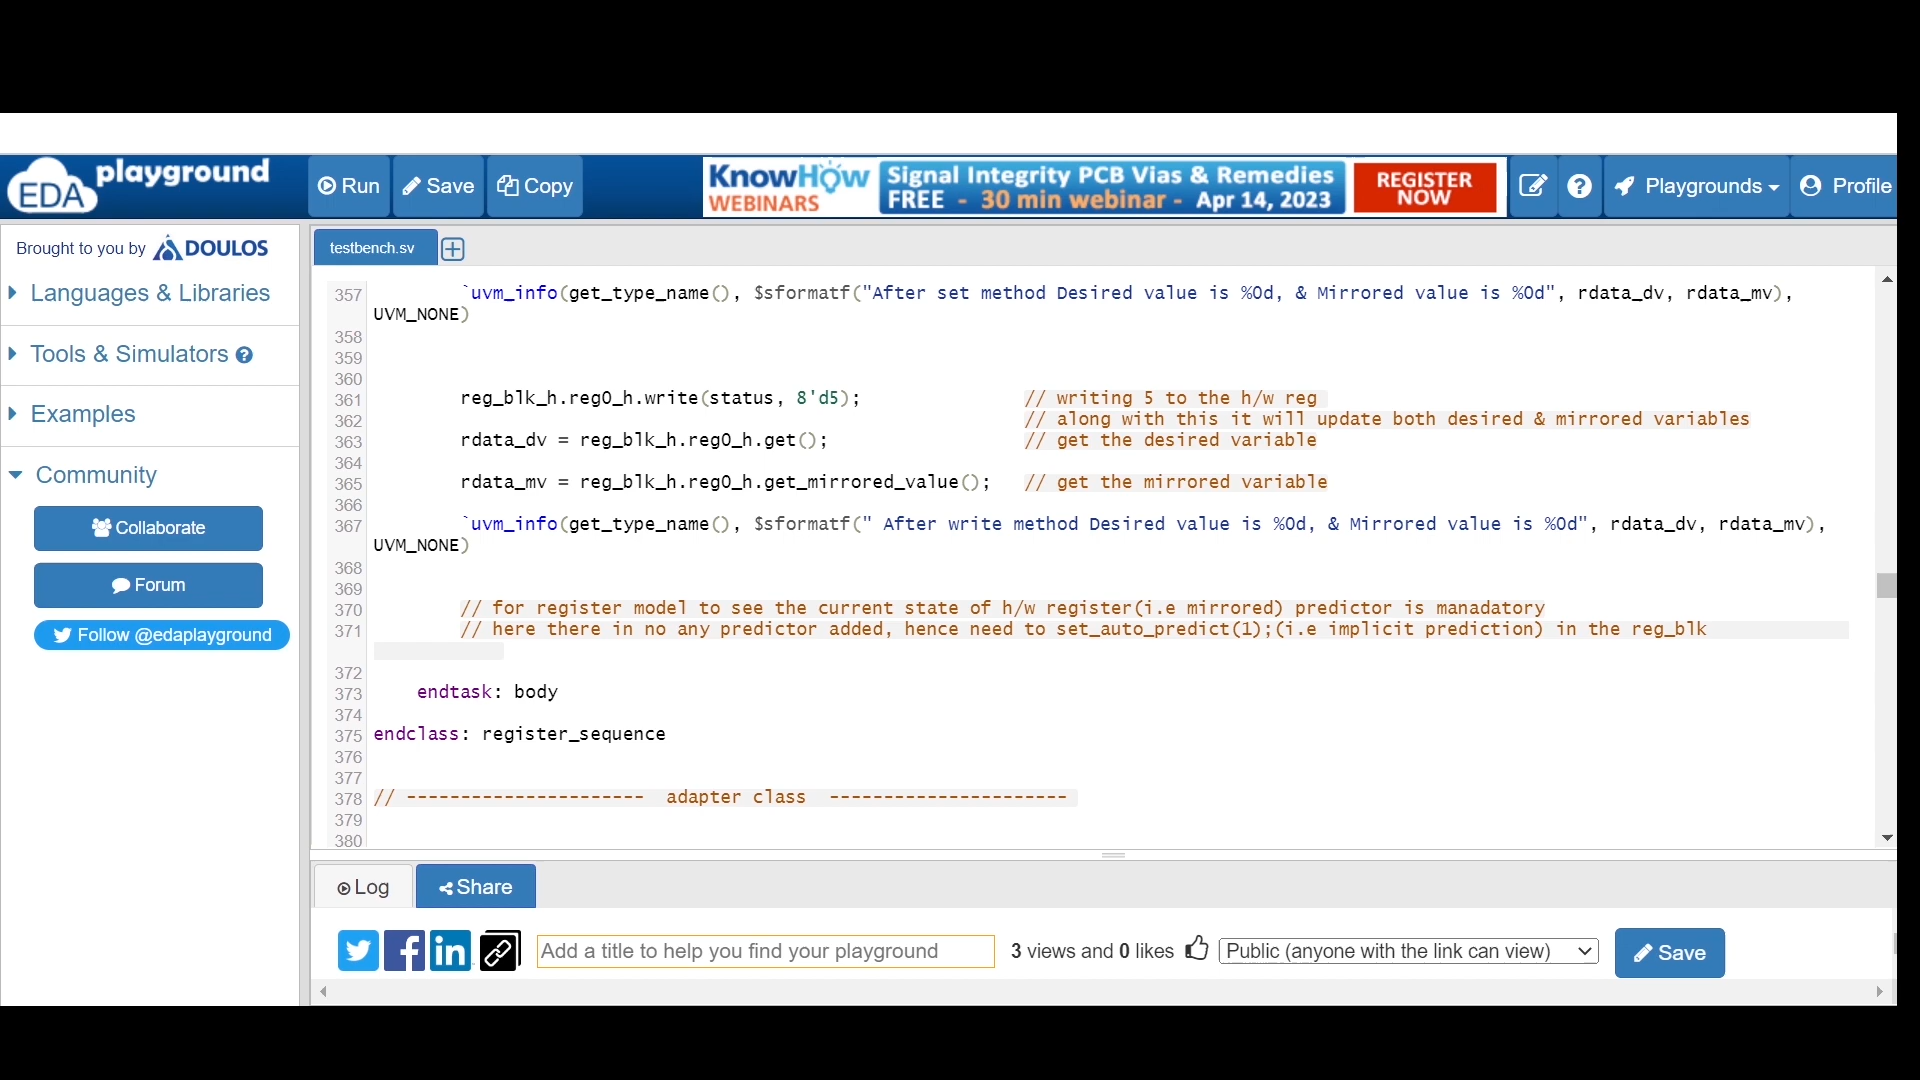 EDA playground
Run
Save
Copy
KnowHow
WEBINARS
Signal Integrity PCB Vias & Remedies
FREE - 30 min webinar - Apr 14, 2023
REGISTER
NOW
Playgrounds
Profile
Brought to you by DOULOS
Languages & Libraries
Tools & Simulators
Examples
Community
Collaborate
Forum
Follow @edaplayground
testbench.sv
357 `uvm_info(get_type_name(), $sformatf("After set method Desired value is %0d, & Mirrored value is %0d", rdata_dv, rdata_mv),
UVM_NONE)
358
359
360
361 reg_blk_h.reg0_h.write(status, 8'd5); // writing 5 to the h/w reg
362 // along with this it will update both desired & mirrored variables
363 rdata_dv = reg_blk_h.reg0_h.get(); // get the desired variable
364
365 rdata_mv = reg_blk_h.reg0_h.get_mirrored_value(); // get the mirrored variable
366
367 `uvm_info(get_type_name(), $sformatf(" After write method Desired value is %0d, & Mirrored value is %0d", rdata_dv, rdata_mv),
UVM_NONE)
368
369
370 // for register model to see the current state of h/w register(i.e mirrored) predictor is manadatory
371 // here there in no any predictor added, hence need to set_auto_predict(1);(i.e implicit prediction) in the reg_blk
372
373 endtask: body
374
375 endclass: register_sequence
376
377
378 // ---------------------- adapter class ----------------------
379
380
Log
Share
Add a title to help you find your playground
3 views and 0 likes
Public (anyone with the link can view)
Save